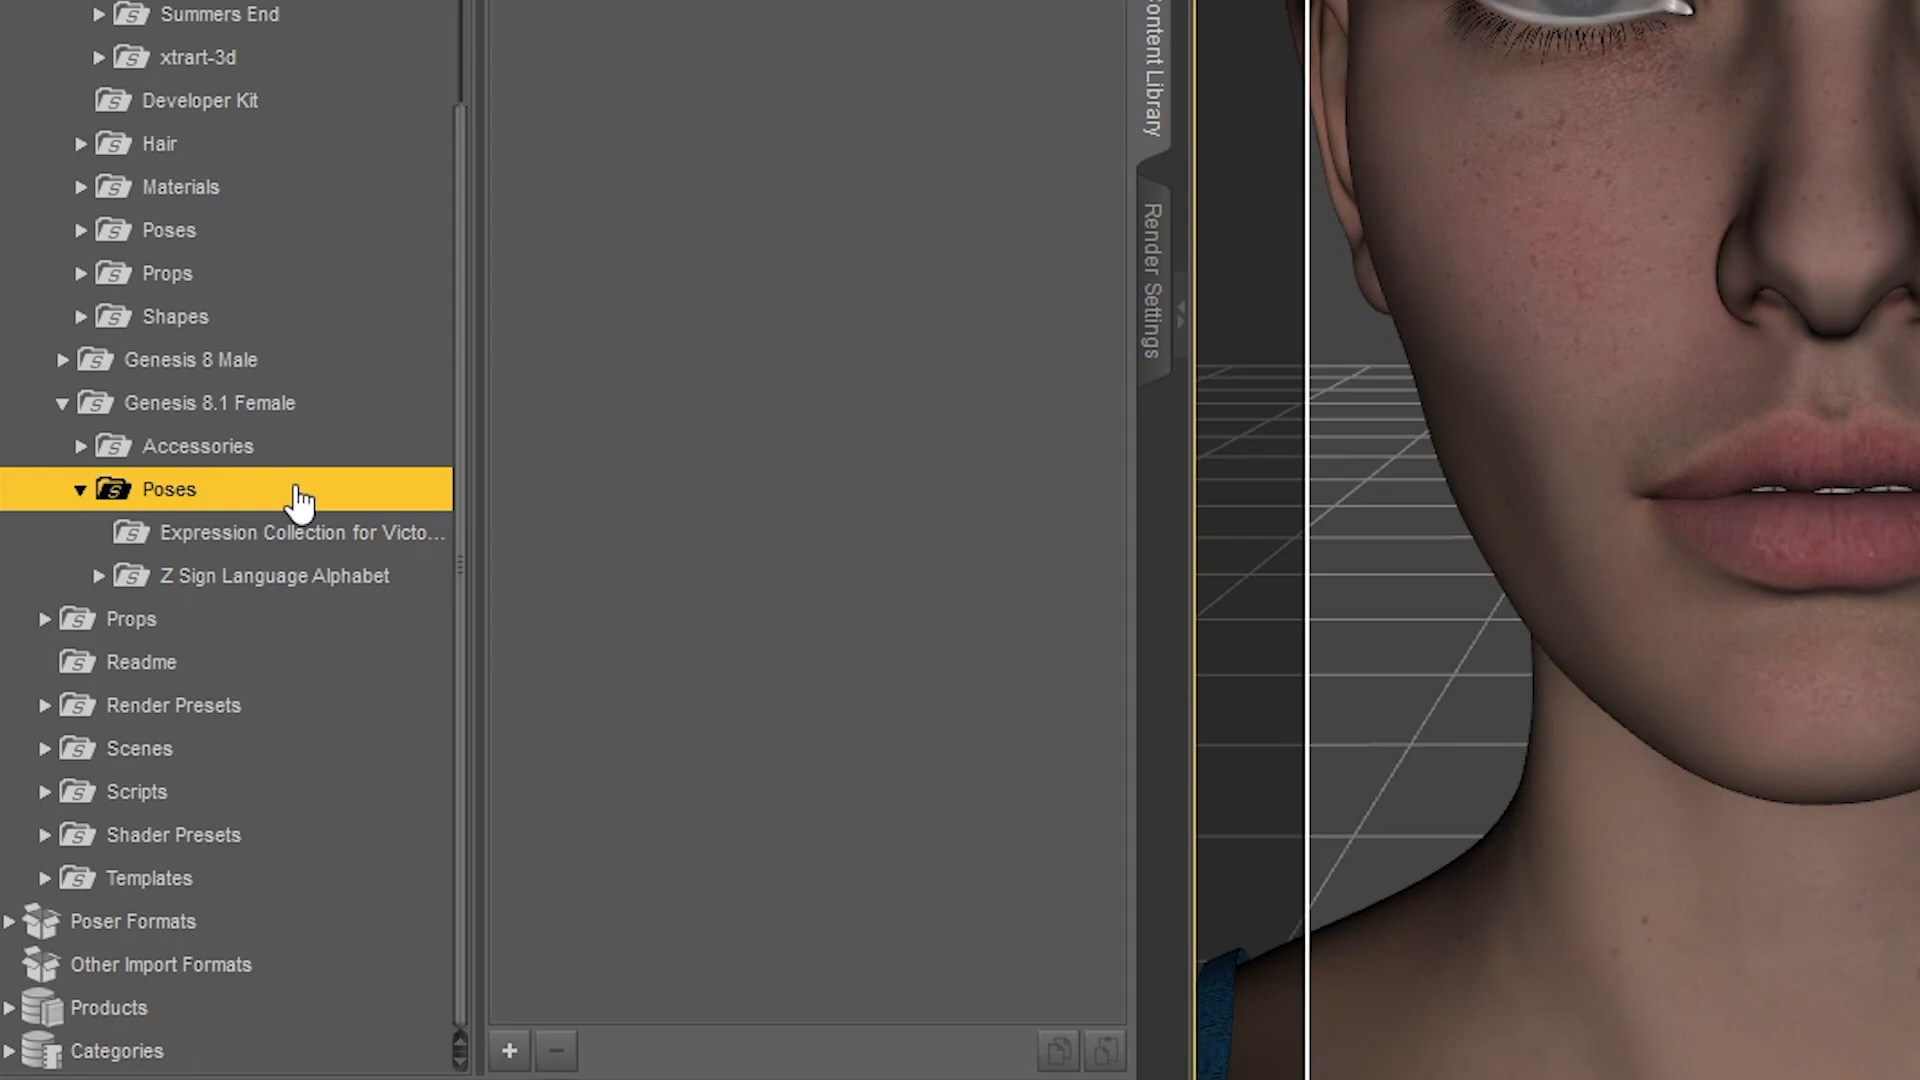 Summers End
xtrart-3d
Developer Kit
Hair
Materials
Poses
Props
Shapes
Genesis 8 Male
Genesis 8.1 Female
Accessories
Poses
Expression Collection for Victo...
Z Sign Language Alphabet
Props
Readme
Render Presets
Scenes
Scripts
Shader Presets
Templates
Poser Formats
Other Import Formats
Products
Categories
ontent Library
Render Settings